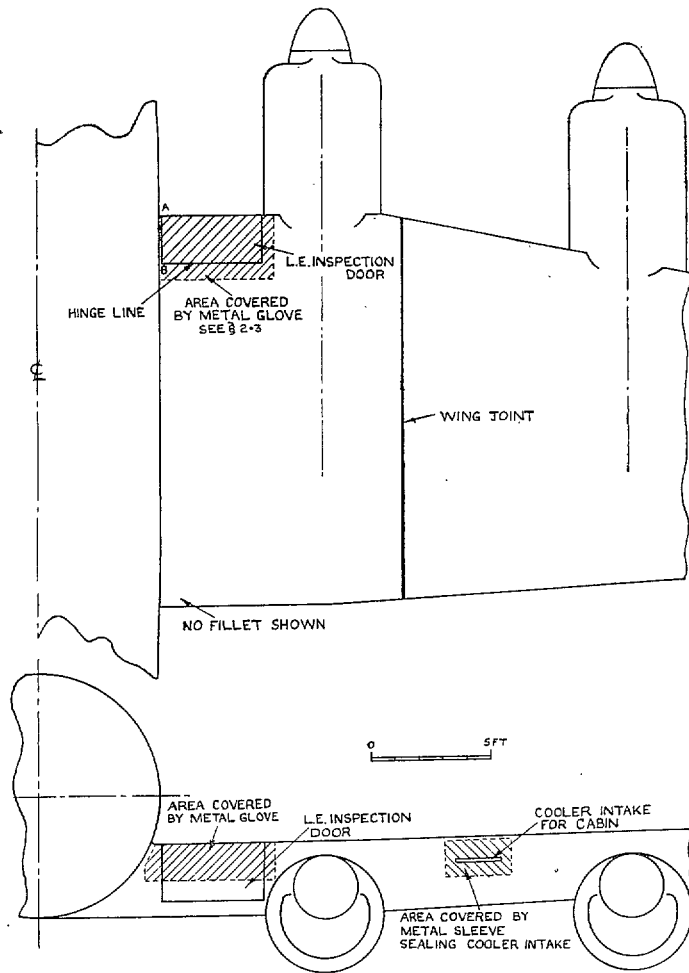 A
B
L.E. INSPECTION
DOOR
HINGE LINE
AREA COVERED
BY METAL GLOVE
SEE § 2·3
℄
WING JOINT
NO FILLET SHOWN
0 5FT
AREA COVERED
BY METAL GLOVE
L.E. INSPECTION
DOOR
COOLER INTAKE
FOR CABIN
AREA COVERED BY
METAL SLEEVE
SEALING COOLER INTAKE